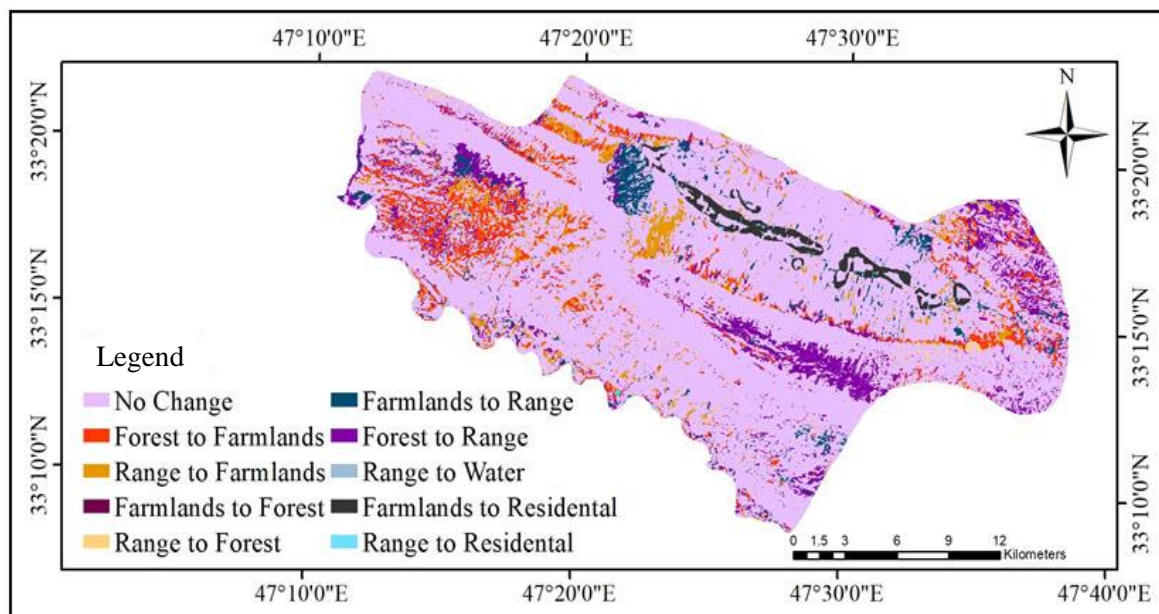 47°10'0"E 47°20'0"E 47°30'0"E
N
33°20'0"N
33°20'0"N
33°15'0"N
33°15'0"N
33°10'0"N
33°10'0"N
Legend
No Change Farmlands to Range
Forest to Farmlands Forest to Range
Range to Farmlands Range to Water
Farmlands to Forest Farmlands to Residental
Range to Forest Range to Residental
0 1.5 3 6 9 12
Kilometers
47°10'0"E 47°20'0"E 47°30'0"E 47°40'0"E